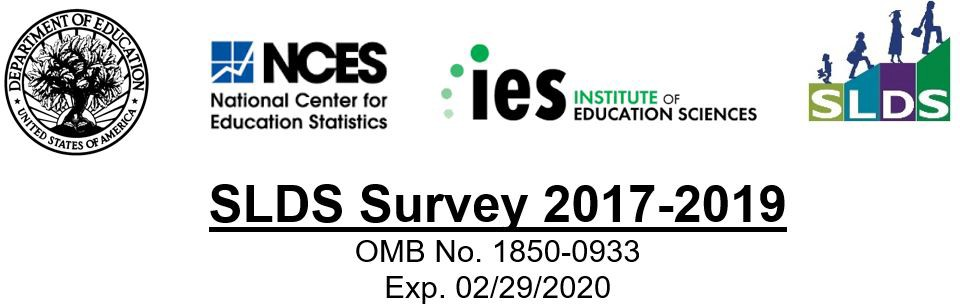 DEPARTMENT OF EDUCATION
UNITED STATES OF AMERICA
NCES
National Center for
Education Statistics
ies INSTITUTE OF
EDUCATION SCIENCES
SLDS
SLDS Survey 2017-2019
OMB No. 1850-0933
Exp. 02/29/2020